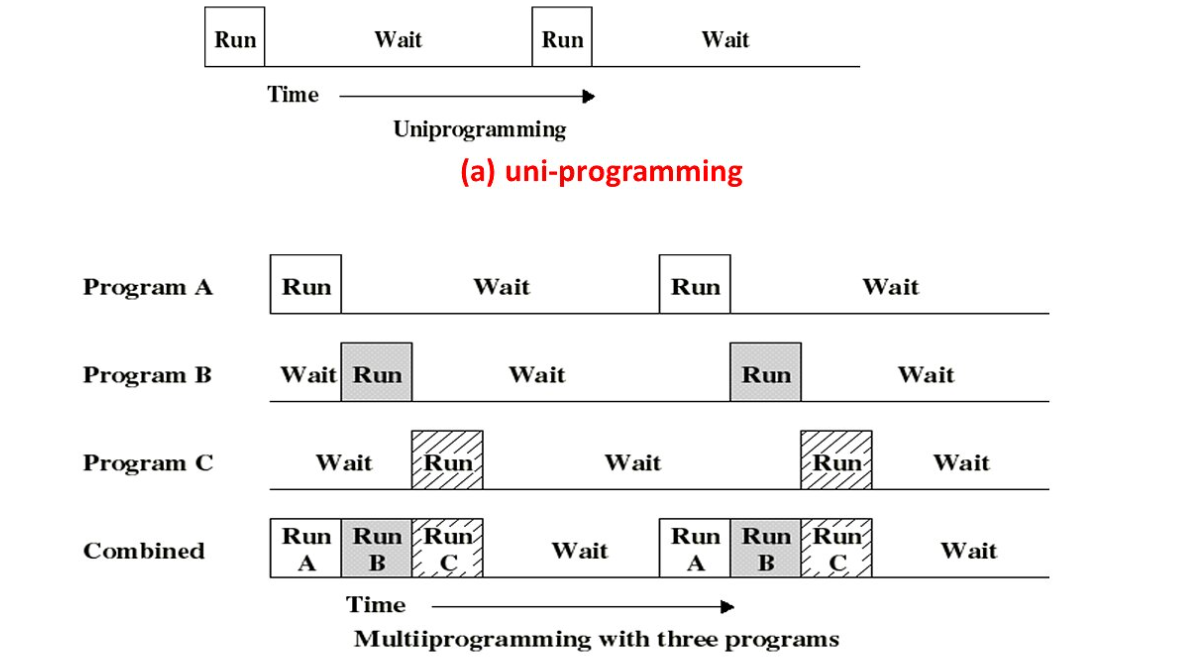 Run Wait Run Wait
Time
Uniprogramming
(a) uni-programming
Program A Run Wait Run Wait
Program B Wait Run Wait Run Wait
Program C Wait Run Wait Run Wait
Combined Run A Run B Run C Wait Run A Run B Run C Wait
Time
Multiiprogramming with three programs